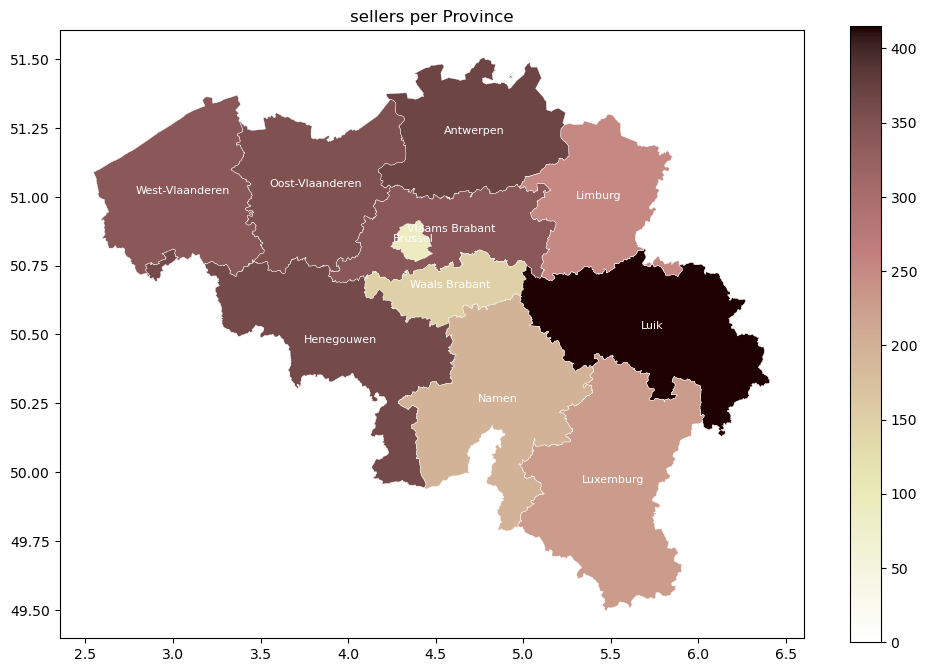 sellers per Province
51.50
51.25
51.00
50.75
50.50
50.25
50.00
49.75
49.50
2.5 3.0 3.5 4.0 4.5 5.0 5.5 6.0 6.5
Antwerpen
West-Vlaanderen
Oost-Vlaanderen
Limburg
Vlaams Brabant
Brussel
Waals Brabant
Luik
Henegouwen
Namen
Luxemburg
400
350
300
250
200
150
100
50
0